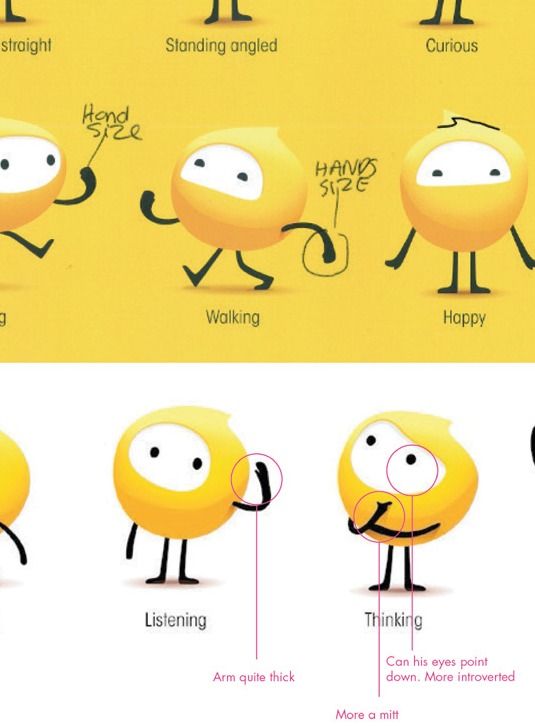 straight
Standing angled
Curious
Hand
Size
HANDS
SIZE
g
Walking
Happy
Listening
Thinking
Arm quite thick
Can his eyes point
down. More introverted
More a mitt